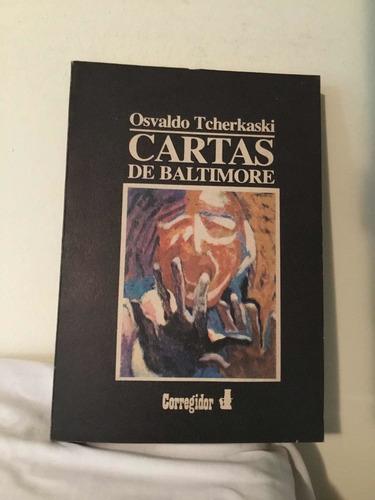 Osvaldo Tcherkaski
CARTAS
DE BALTIMORE
Corregidor